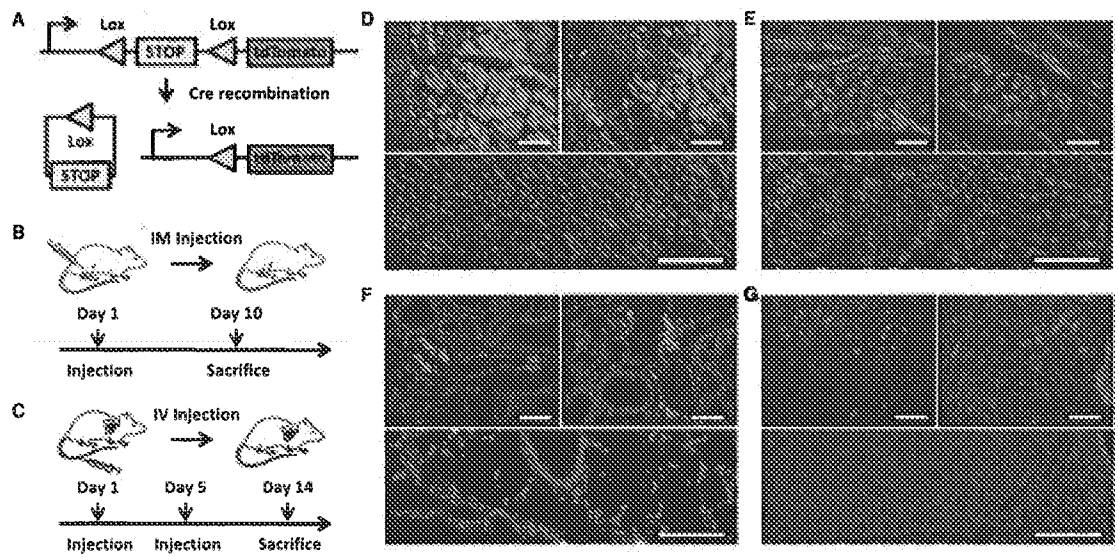 A
Lox
Lox
STOP
tdTomato
Cre recombination
Lox
STOP
Lox
B
IM Injection
Day 1
Day 10
Injection
Sacrifice
C
IV Injection
Day 1
Day 5
Day 14
Injection
Injection
Sacrifice
D
E
F
G